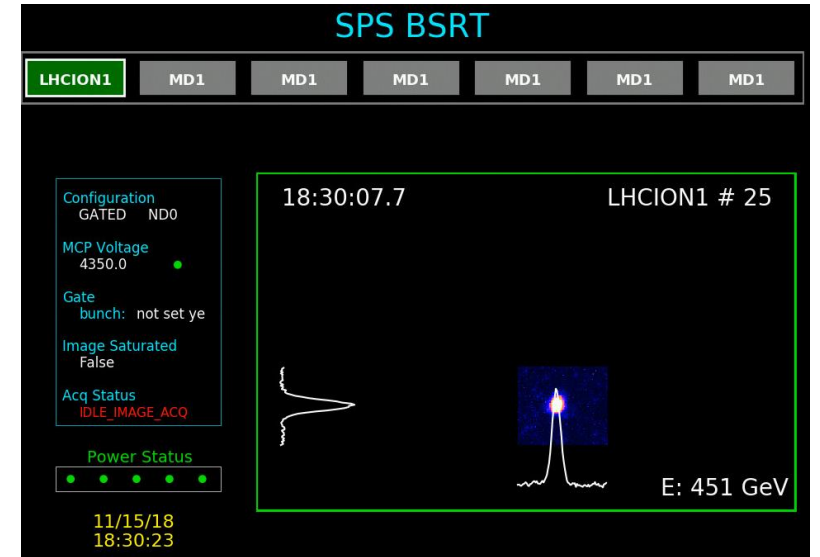 SPS BSRT
LHCION1 MD1 MD1 MD1 MD1 MD1 MD1
Configuration
GATED ND0
MCP Voltage
4350.0
Gate
bunch: not set ye
Image Saturated
False
Acq Status
IDLE_IMAGE_ACQ
Power Status
11/15/18
18:30:23
18:30:07.7
LHCION1 # 25
E: 451 GeV